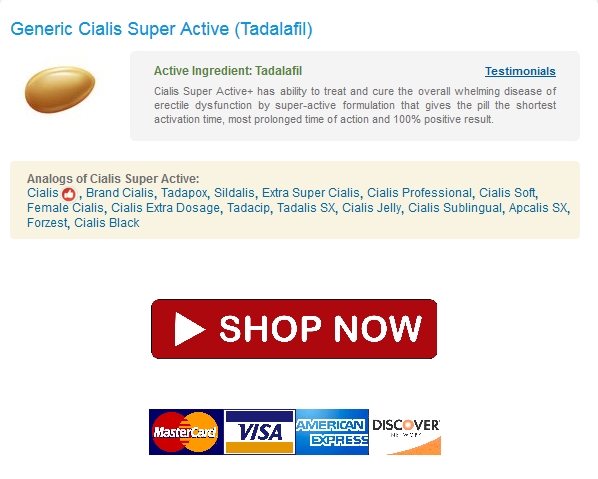 Generic Cialis Super Active (Tadalafil)
Active Ingredient: Tadalafil
Testimonials
Cialis Super Active+ has ability to treat and cure the overall whelming disease of
erectile dysfunction by super-active formulation that gives the pill the shortest
activation time, most prolonged time of action and 100% positive result.
Analogs of Cialis Super Active:
Cialis , Brand Cialis, Tadapox, Sildalis, Extra Super Cialis, Cialis Professional, Cialis Soft,
Female Cialis, Cialis Extra Dosage, Tadacip, Tadalis SX, Cialis Jelly, Cialis Sublingual, Apcalis SX,
Forzest, Cialis Black
SHOP NOW
MasterCard
VISA
AMERICAN
EXPRESS
DISCOVER
NETWORK